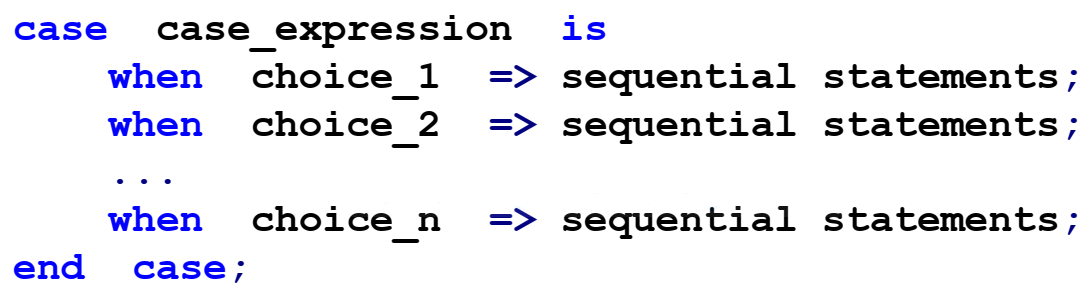 case  case_expression  is
    when  choice_1  => sequential statements;
    when  choice_2  => sequential statements;
    ...
    when  choice_n  => sequential statements;
end  case;